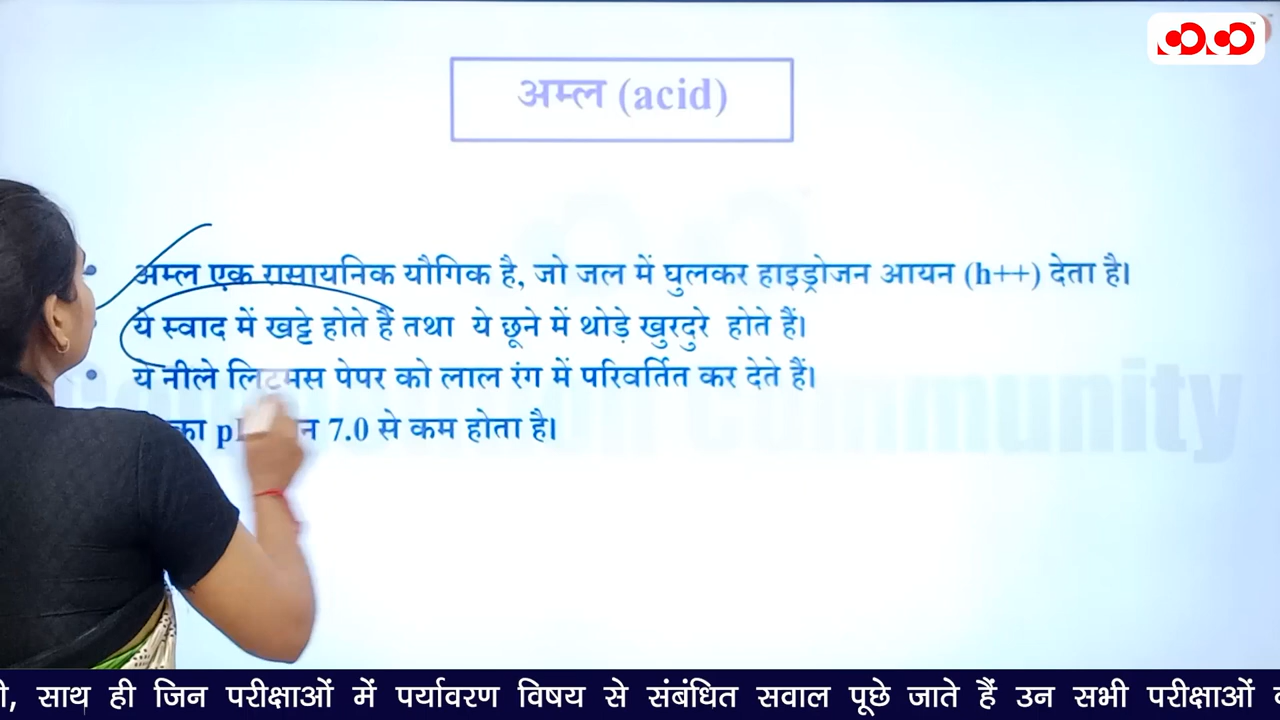 अम्ल (acid)
अम्ल एक रासायनिक यौगिक है, जो जल में घुलकर हाइड्रोजन आयन (h++) देता है।
ये स्वाद में खट्टे होते हैं तथा ये छूने में थोड़े खुरदुरे होते हैं।
ये नीले लिटमस पेपर को लाल रंग में परिवर्तित कर देते हैं।
7.0 से कम होता है।
Community
साथ ही जिन परीक्षाओं में पर्यावरण विषय से संबंधित सवाल पूछे जाते हैं उन सभी परीक्षाओं